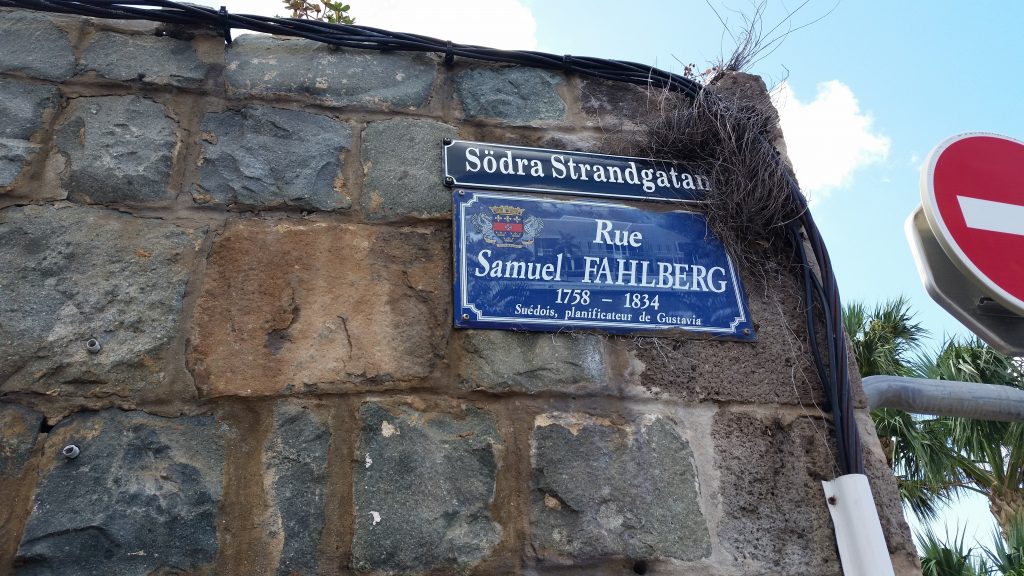 Södra Strandgatan
Rue
Samuel FAHLBERG
1758 – 1834
Suédois, planificateur de Gustavia